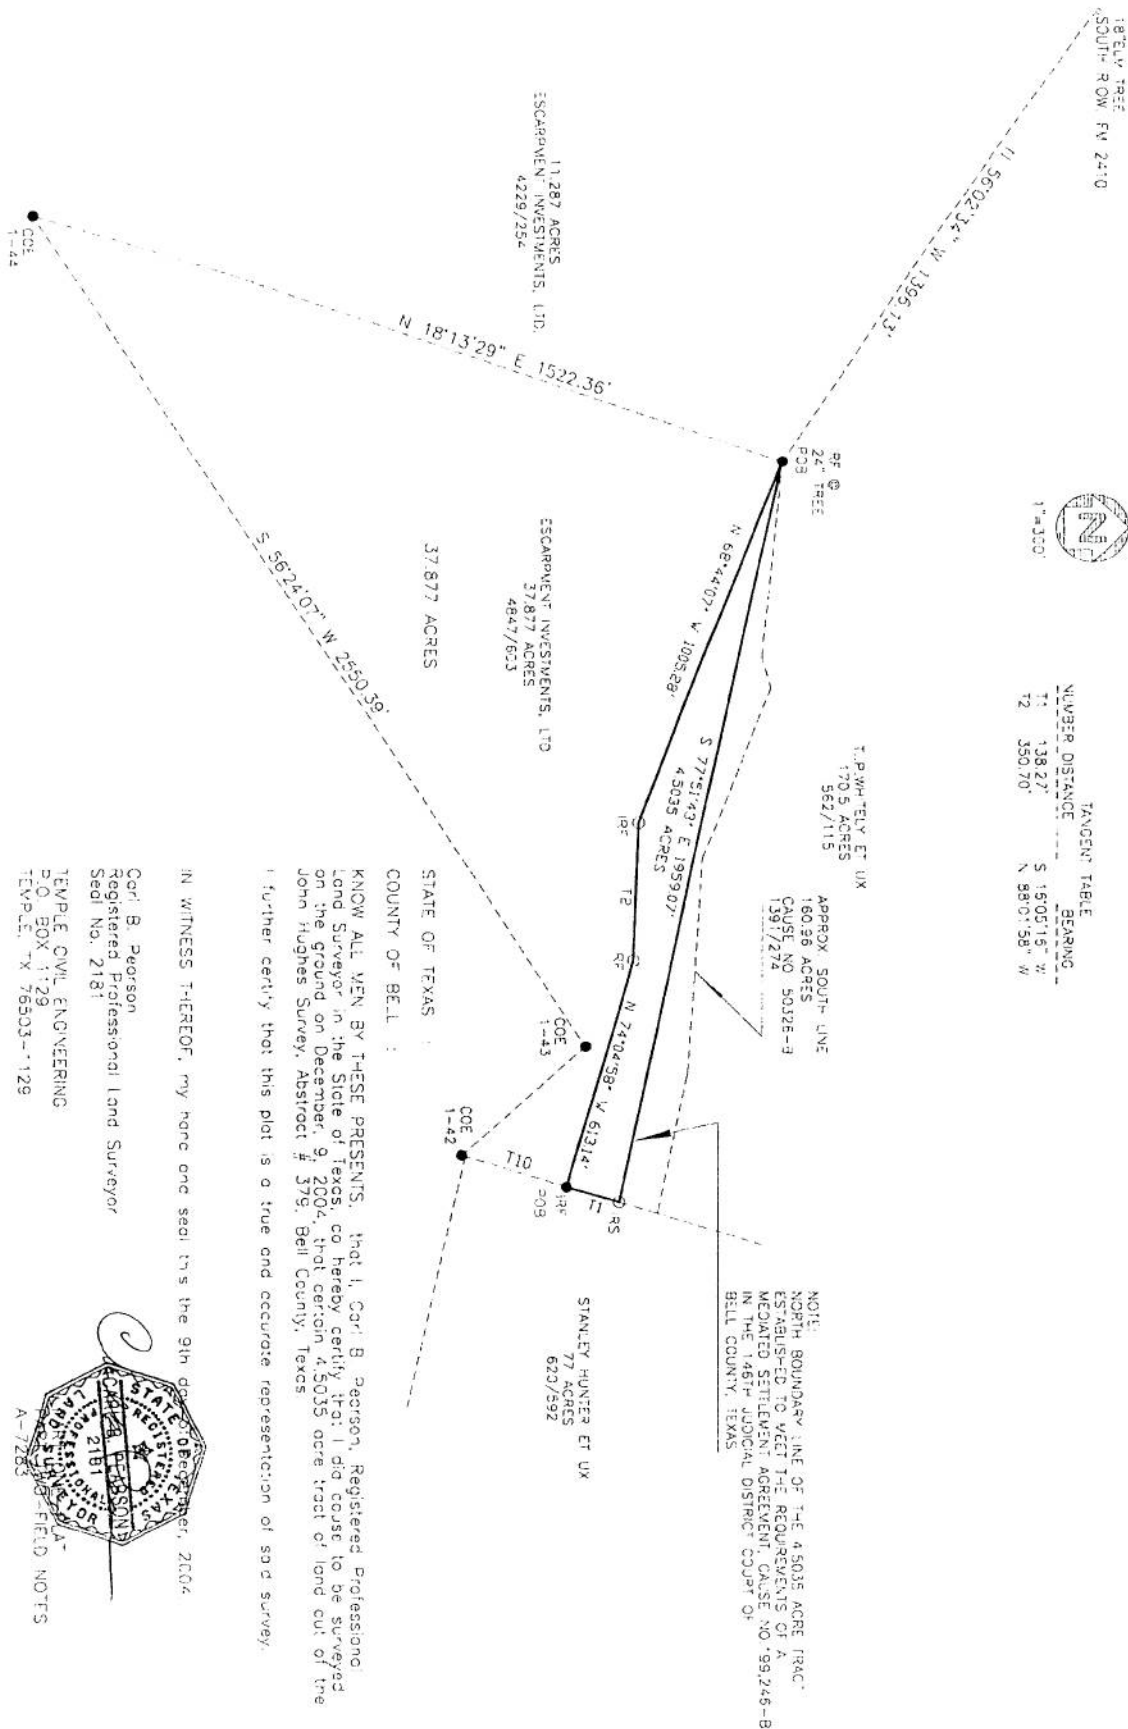 18"ELM TREE
SOUTH ROW FM 2410
N 56°02'34" W 1396.13'
N
1"=300'
TANGENT TABLE
NUMBER DISTANCE BEARING
T1 138.27' S 15°05'15" W
T2 350.70' N 88°01'58" W
11.287 ACRES
ESCARPMENT INVESTMENTS, LTD.
4229/254
RF @
24" TREE
POB
T.P.WHITELY ET UX
170.5 ACRES
562/115
APPROX SOUTH LINE
160.96 ACRES
CAUSE NO 50326-B
1391/274
NOTE:
NORTH BOUNDARY LINE OF THE 4.5035 ACRE TRACT
ESTABLISHED TO MEET THE REQUIREMENTS OF A
MEDIATED SETTLEMENT AGREEMENT, CAUSE NO 199,246-B
IN THE 146TH JUDICIAL DISTRICT COURT OF
BELL COUNTY, TEXAS
N 68°44'07" W 1005.28'
S 77°51'43" E 1959.07'
4.5035 ACRES
IRF
T2
RF
N 74°04'58" W 613.14'
RS
T1
IRF
POB
T10
N 18°13'29" E 1522.36'
ESCARPMENT INVESTMENTS, LTD
37.877 ACRES
4847/603
37.877 ACRES
COE
1-43
COE
1-42
STANLEY HUNTER ET UX
77 ACRES
620/592
S 56°24'07" W 2550.39'
COE
1-44
STATE OF TEXAS :
COUNTY OF BELL :
KNOW ALL MEN BY THESE PRESENTS, that I, Carl B Pearson, Registered Professional
Land Surveyor in the State of Texas, do hereby certify that I did cause to be surveyed
on the ground on December, 9, 2004, that certain 4.5035 acre tract of land out of the
John Hughes Survey, Abstract # 379, Bell County, Texas
I further certify that this plat is a true and accurate representation of said survey.
IN WITNESS THEREOF, my hand and seal this the 9th day of December, 2004
Carl B. Pearson
Registered Professional Land Surveyor
Seal No. 2181
STATE OF TEXAS
REGISTERED
CARL B. PEARSON
2181
PROFESSIONAL
LAND SURVEYOR
TEMPLE CIVIL ENGINEERING
P.O. BOX 1129
TEMPLE, TX 76503-1129
FIELD NOTES
A-7283